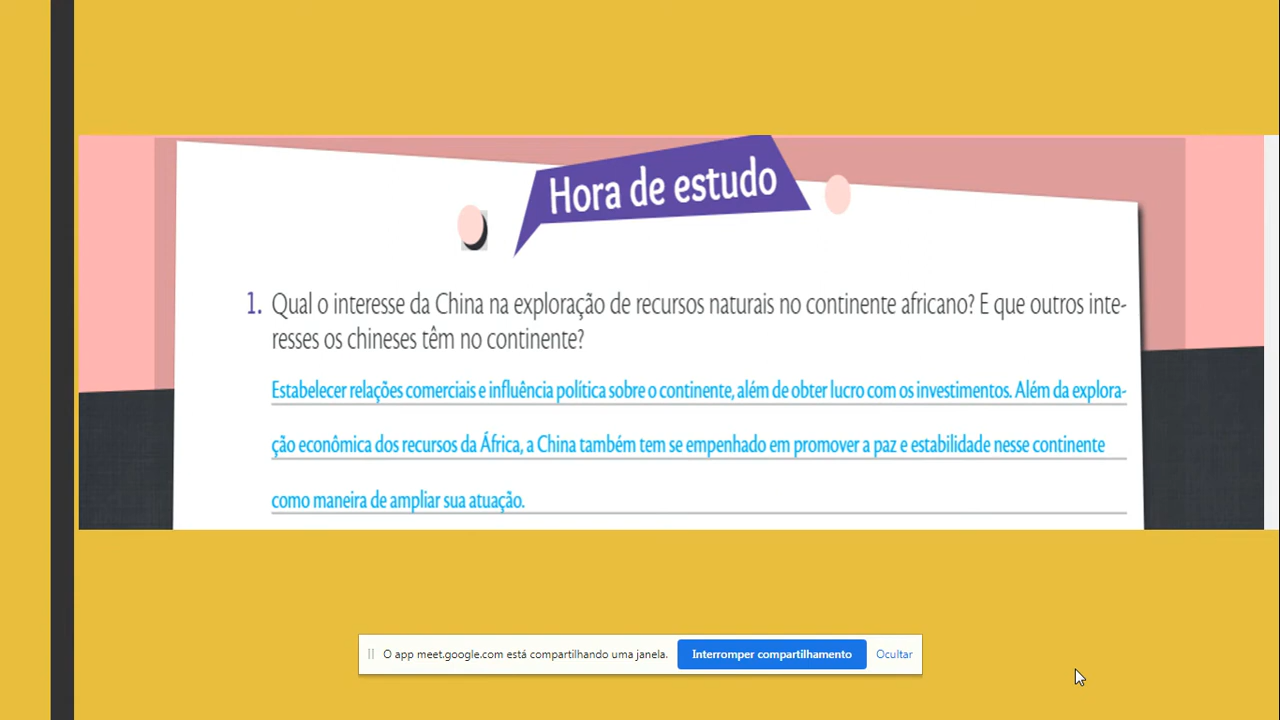 Hora de estudo
1. Qual o interesse da China na exploração de recursos naturais no continente africano? E que outros inte-
resses os chineses têm no continente?
Estabelecer relações comerciais e influência política sobre o continente, além de obter lucro com os investimentos. Além da explora-
ção econômica dos recursos da África, a China também tem se empenhado em promover a paz e estabilidade nesse continente
como maneira de ampliar sua atuação.
O app meet.google.com está compartilhando uma janela. Interromper compartilhamento Ocultar